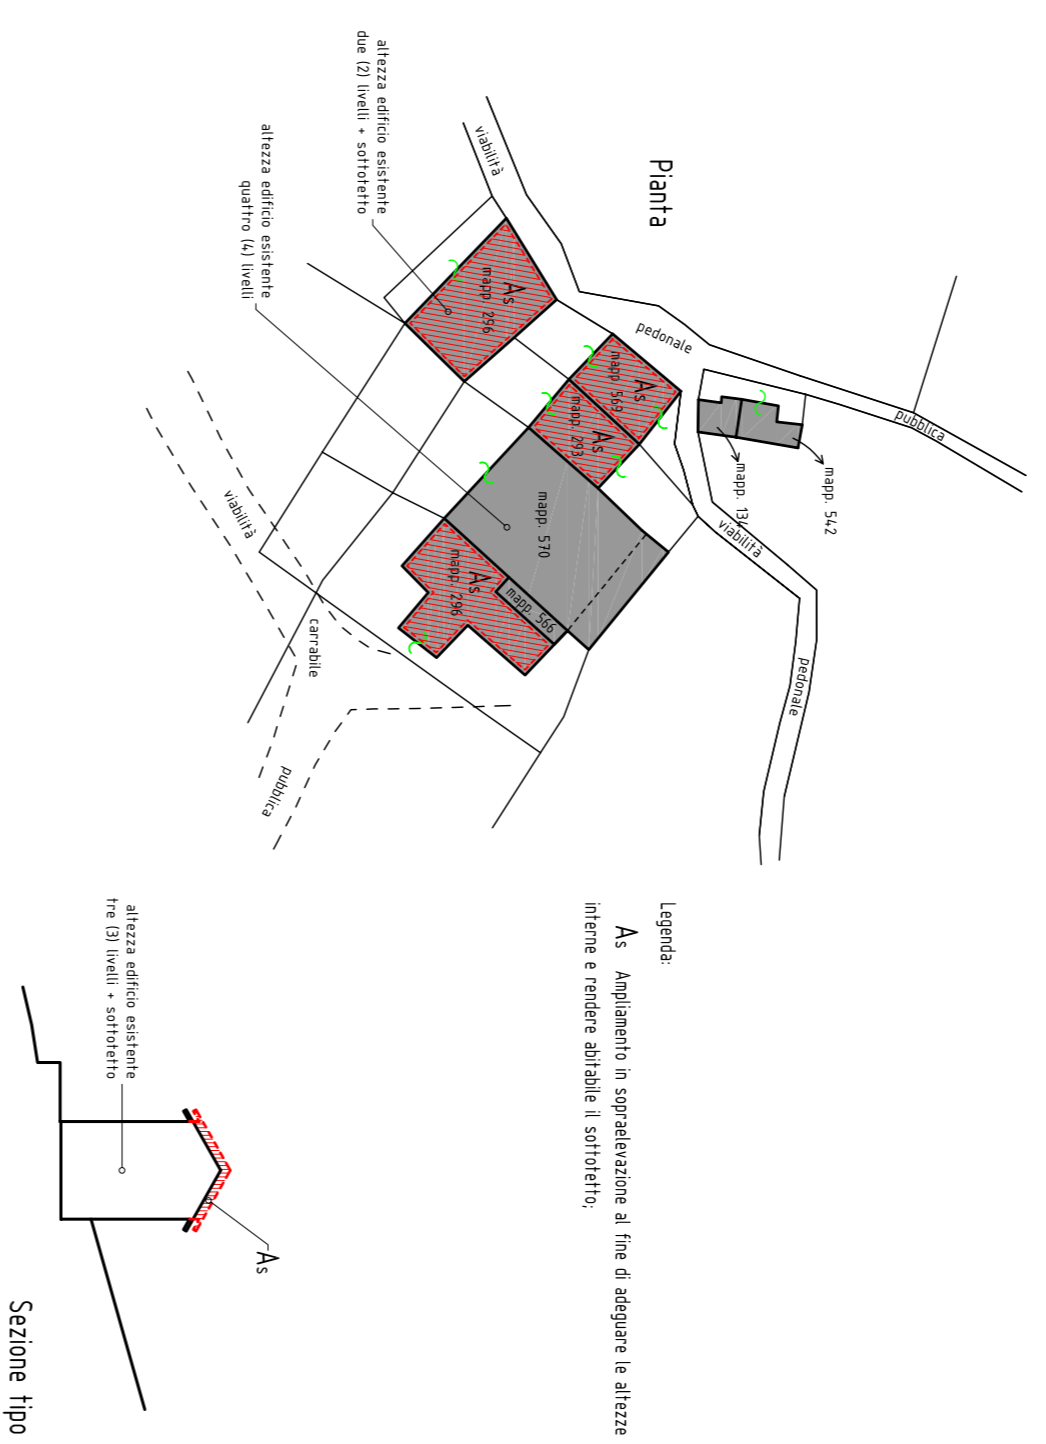 Pianta
viabilità
pedonale
pubblica
mapp. 542
mapp. 134
viabilità
pedonale
altezza edificio esistente
due (2) livelli + sottotetto
altezza edificio esistente
quattro (4) livelli
As
mapp. 296
As
mapp. 569
As
mapp. 293
mapp. 570
As
mapp. 296
mapp. 566
viabilità
carrabile
pubblica
Legenda:
As Ampliamento in sopraelevazione al fine di adeguare le altezze
interne e rendere abitabile il sottotetto;
altezza edificio esistente
tre (3) livelli + sottotetto
As
Sezione tipo